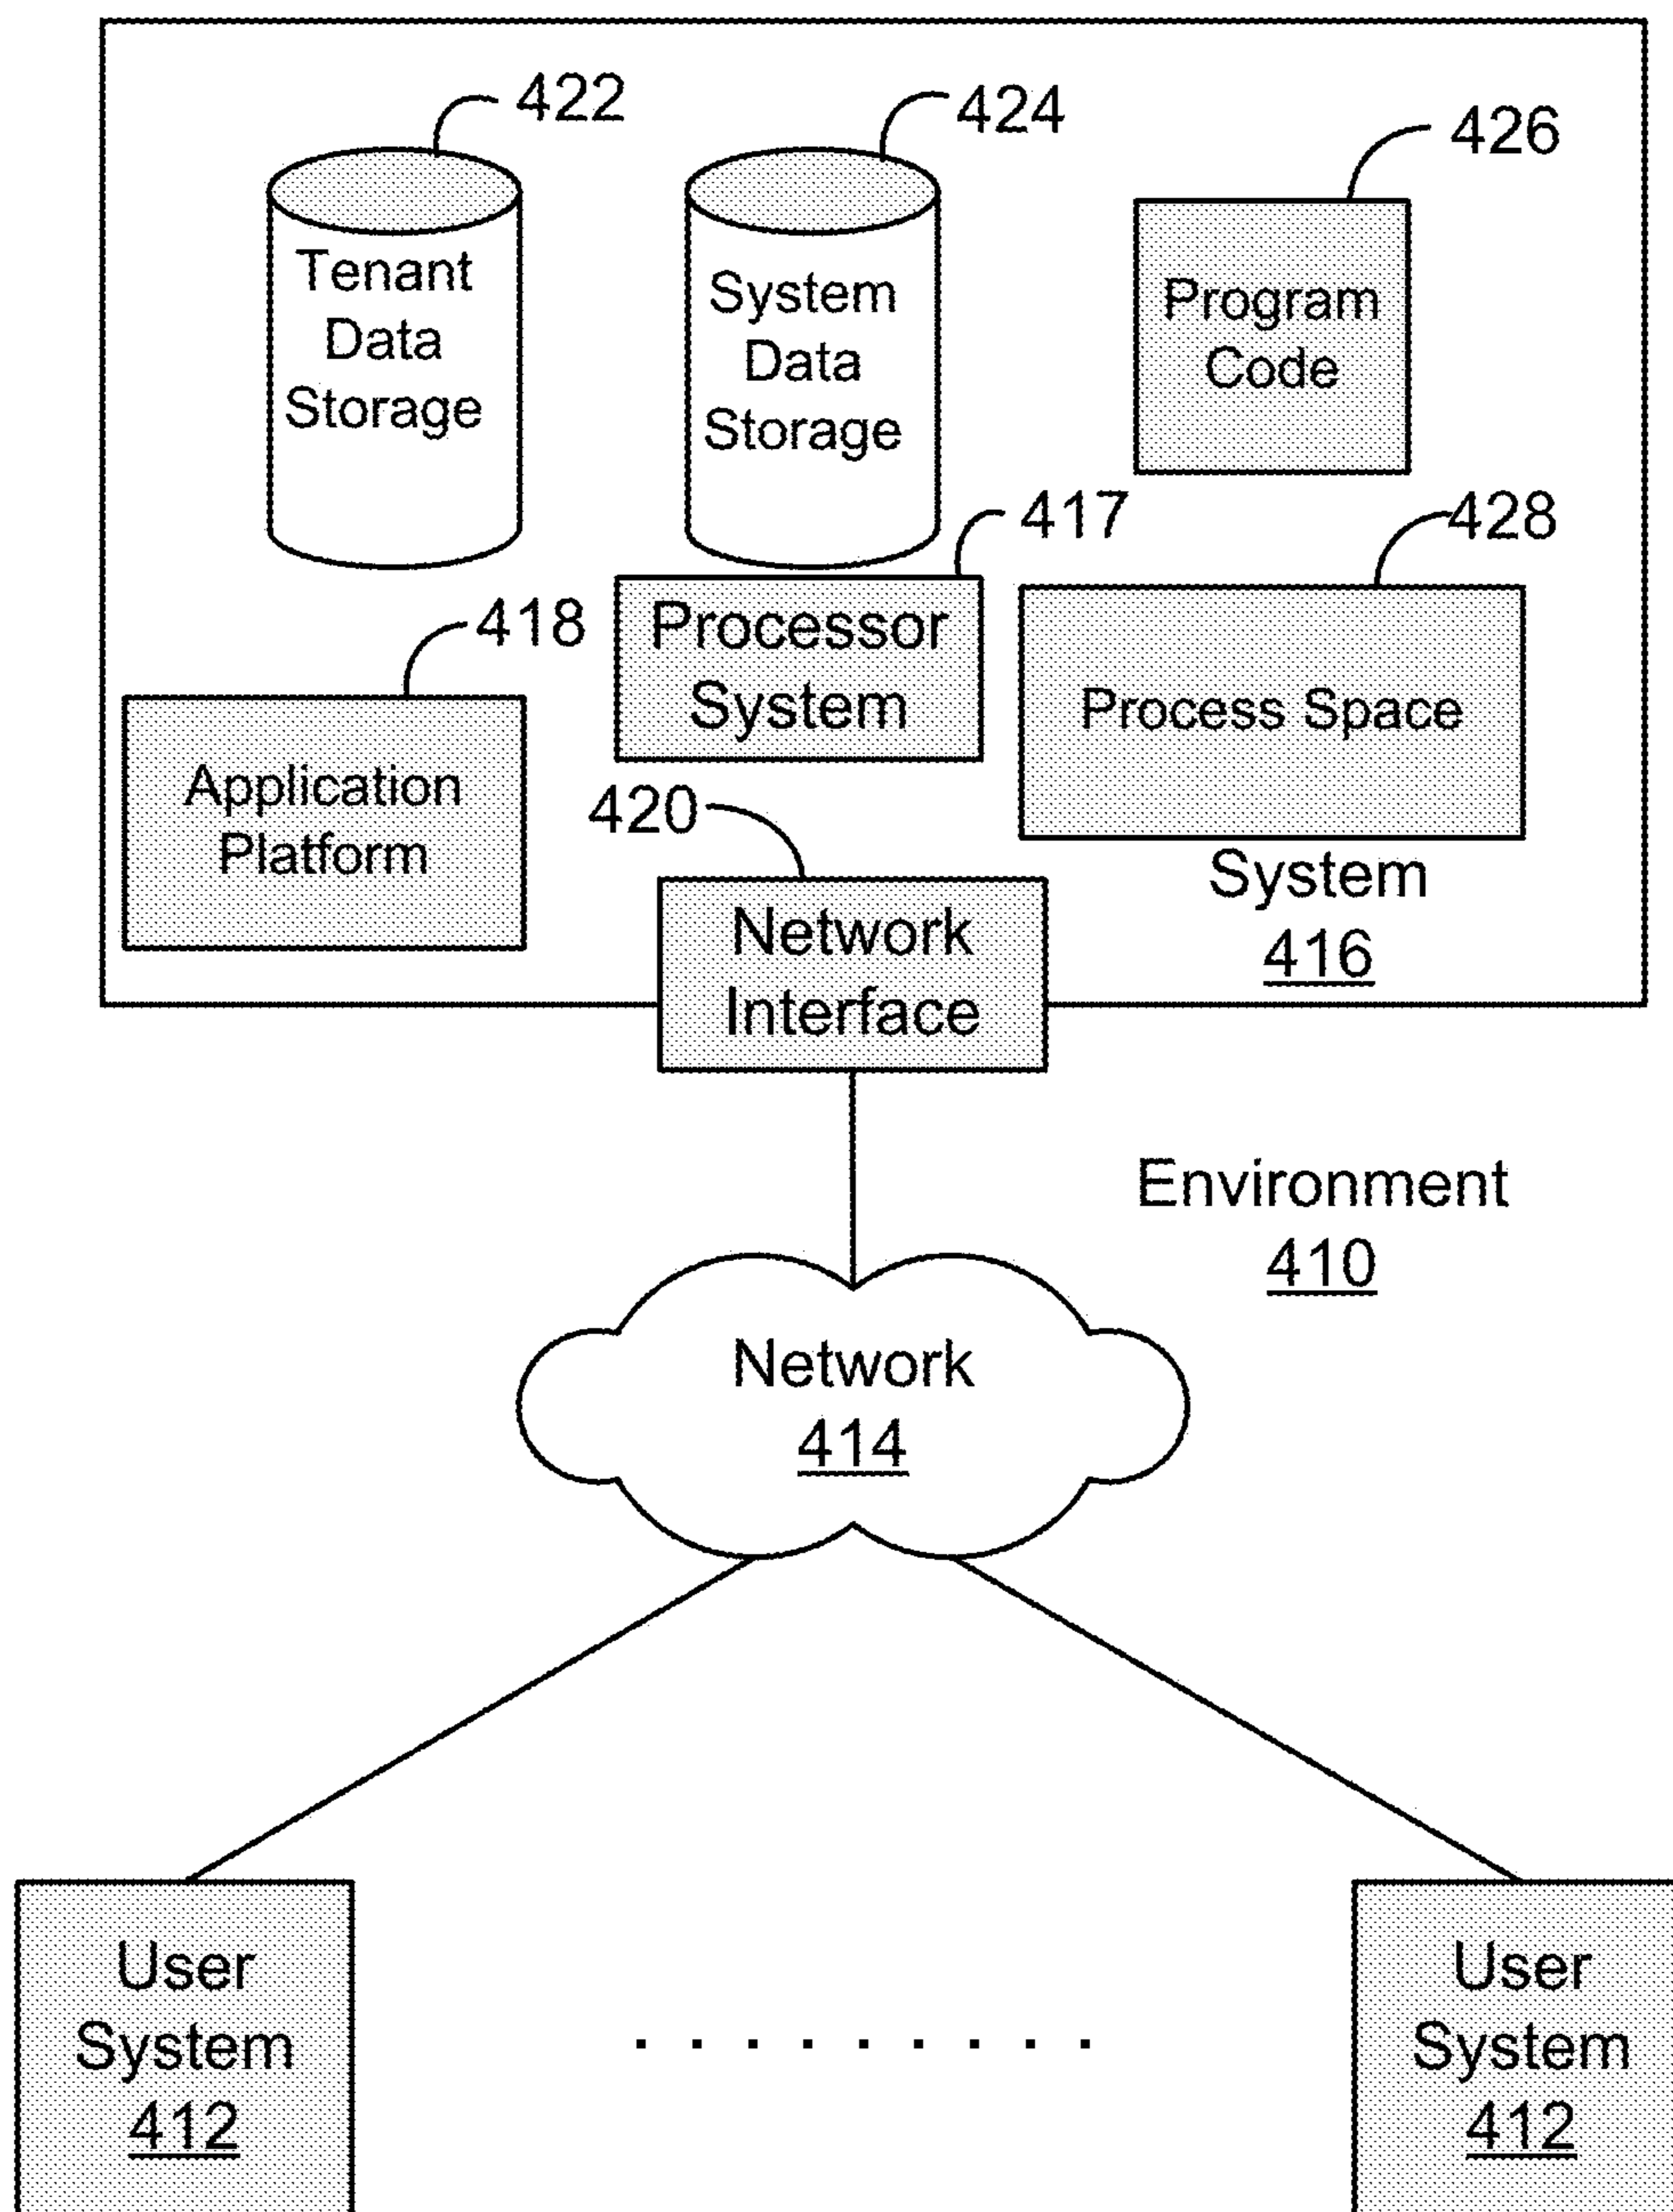 422
424
426
Tenant
Data
Storage
System
Data
Storage
Program
Code
417
428
418
Processor
System
Process Space
Application
Platform
420
System
416
Network
Interface
Environment
410
Network
414
User
System
412
. . . . . . . . .
User
System
412